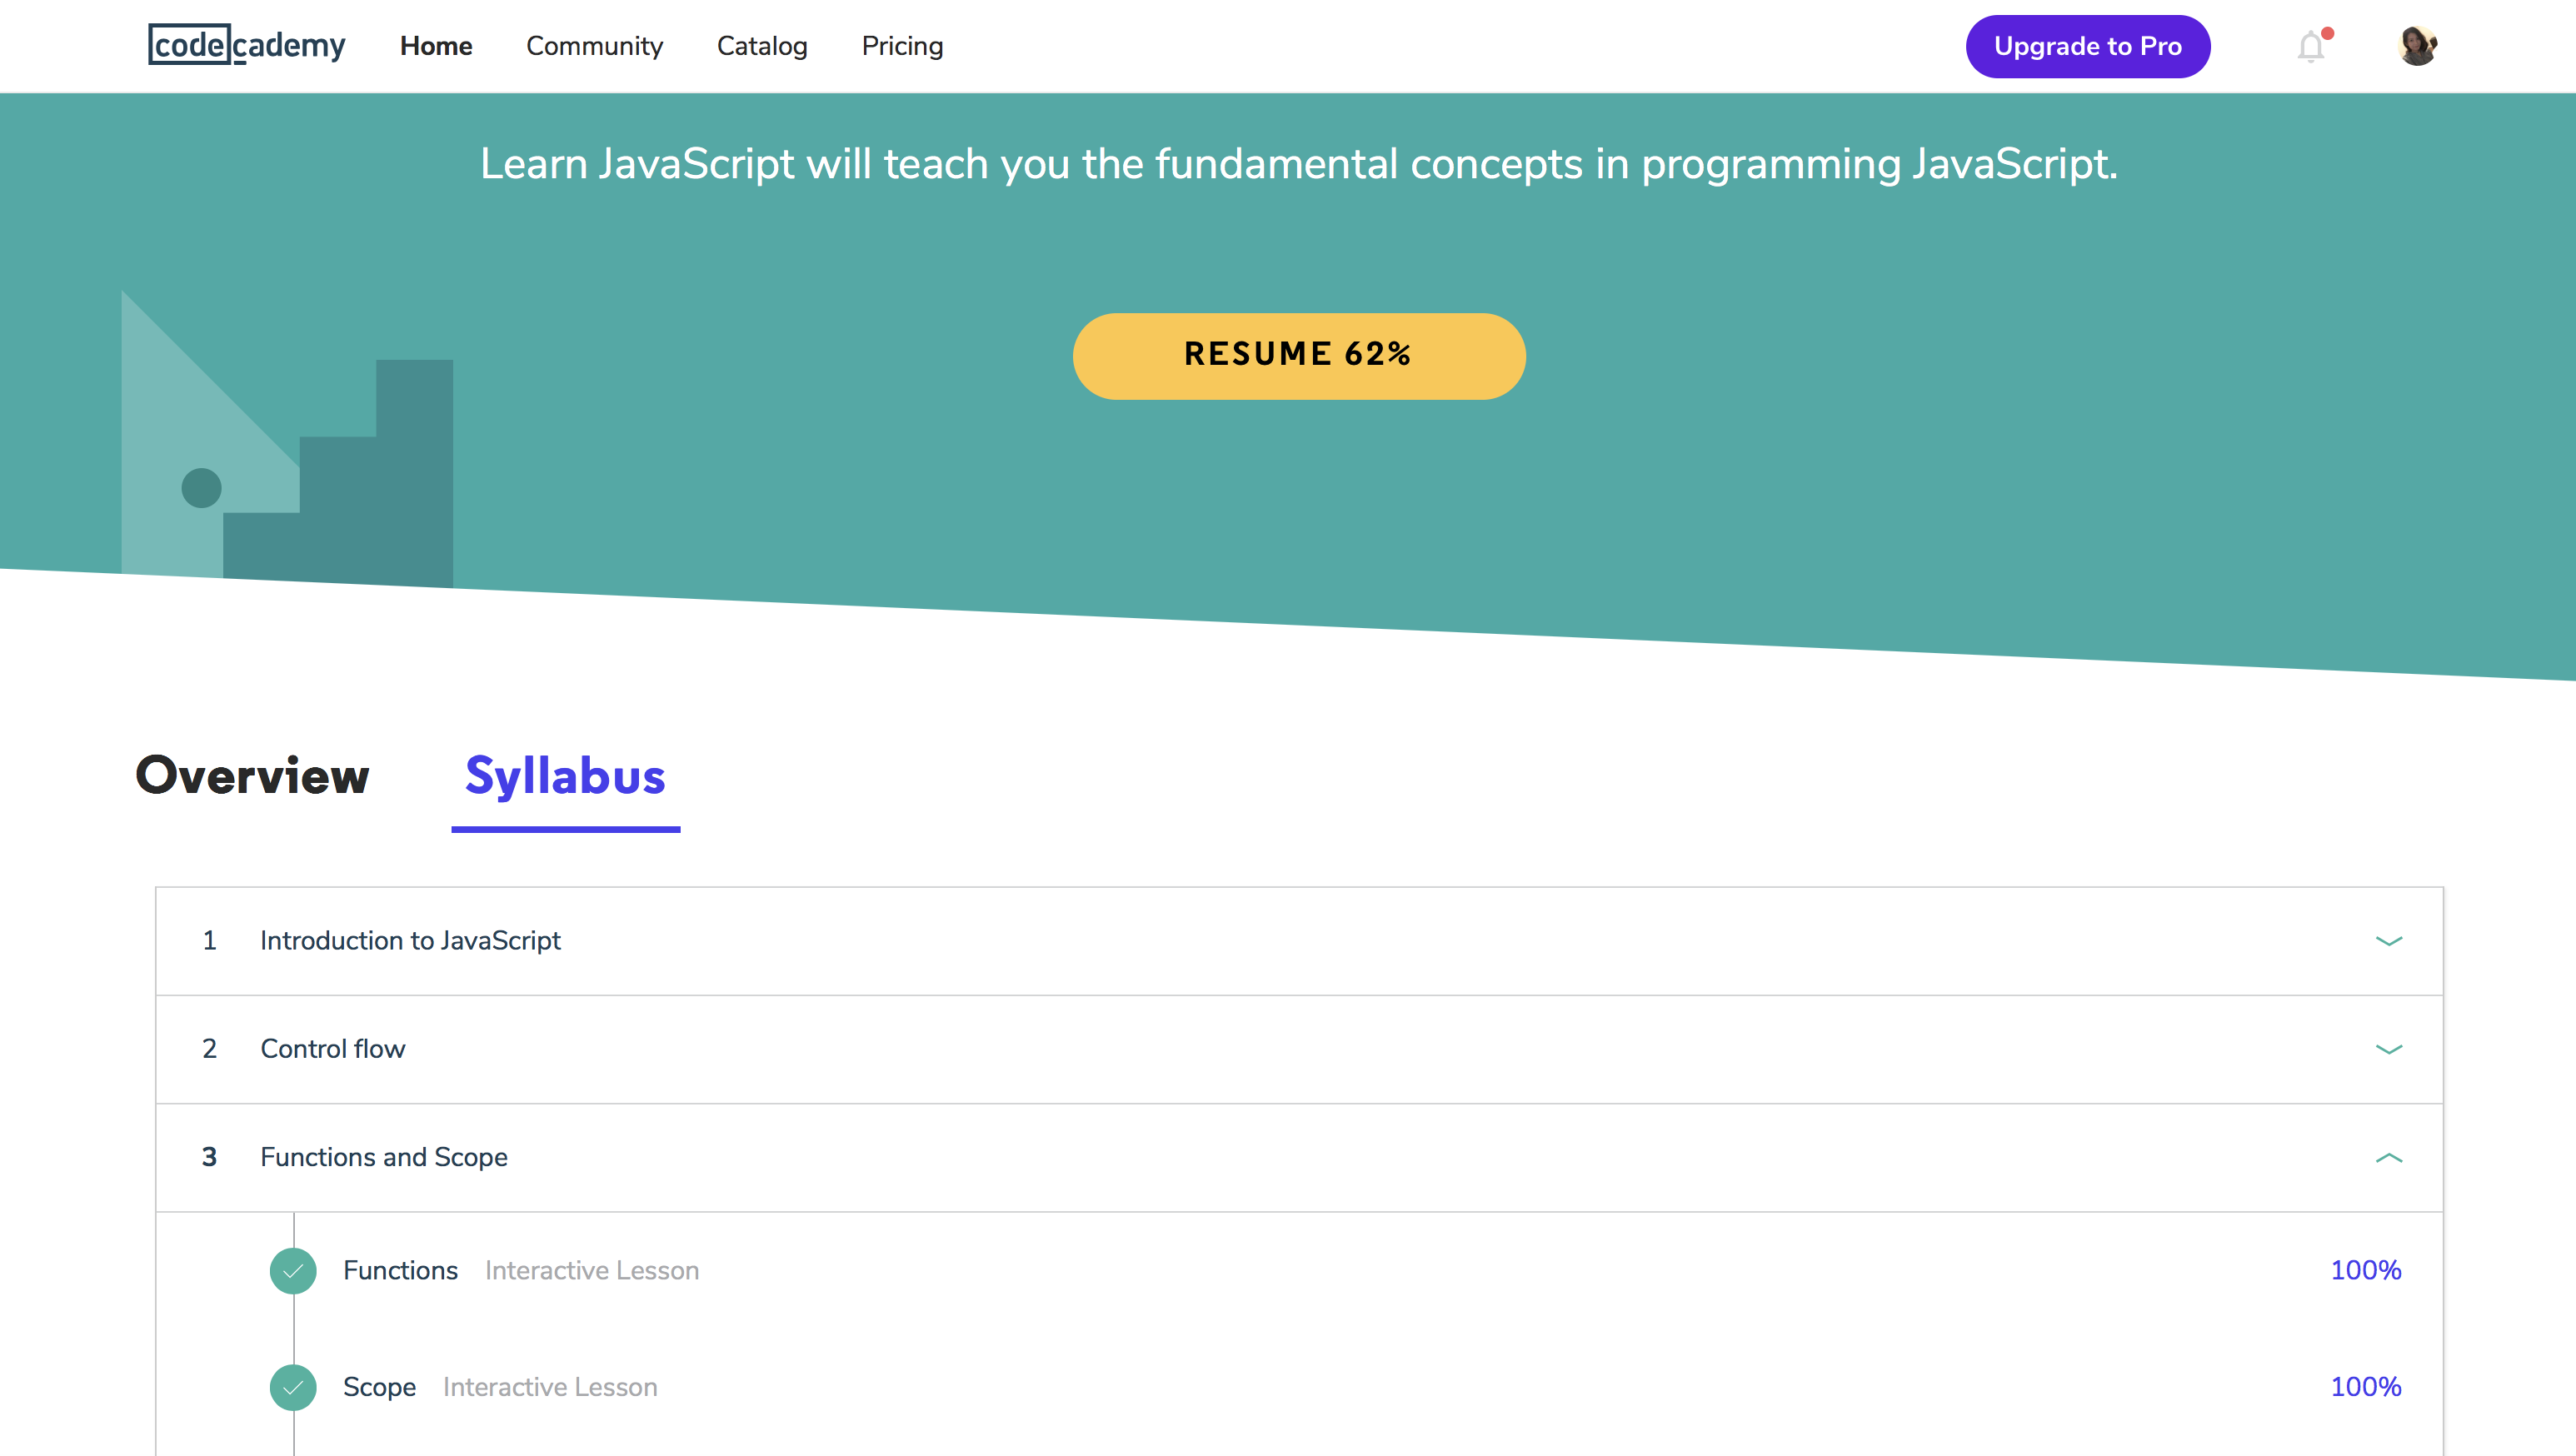 codecademy Home Community Catalog Pricing Upgrade to Pro
Learn JavaScript will teach you the fundamental concepts in programming JavaScript.
RESUME 62%
Overview Syllabus
1 Introduction to JavaScript
2 Control flow
3 Functions and Scope
Functions Interactive Lesson 100%
Scope Interactive Lesson 100%